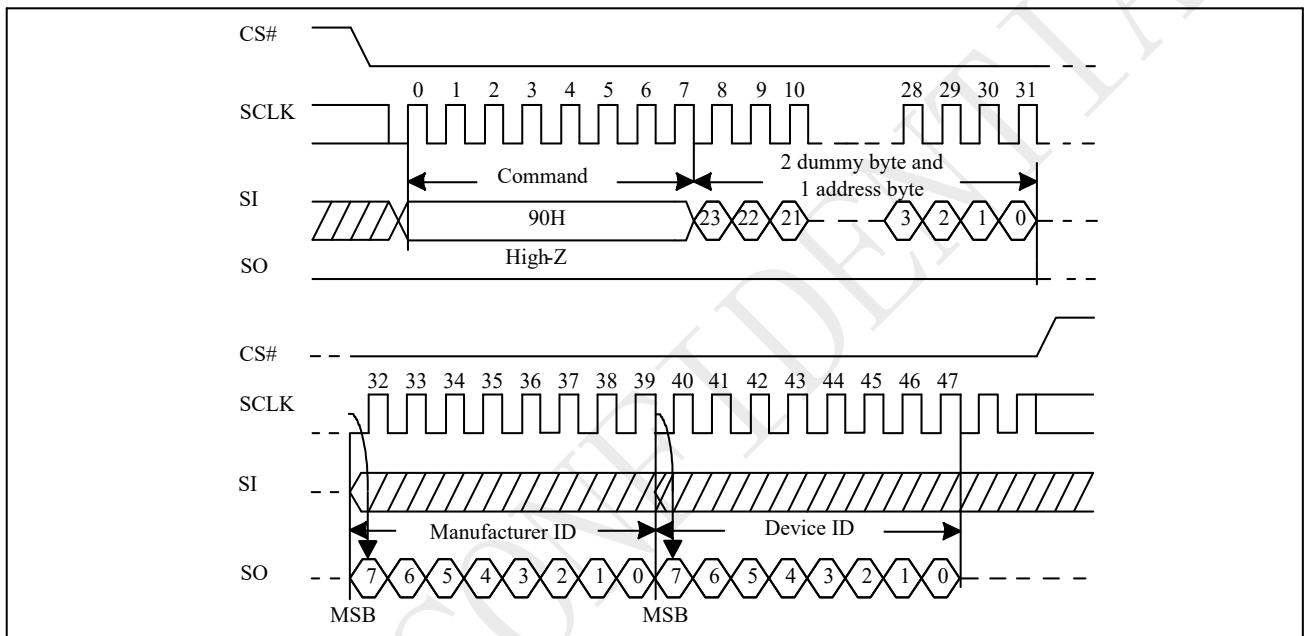 CS#
0 1 2 3 4 5 6 7 8 9 10 28 29 30 31
SCLK
Command
2 dummy byte and
1 address byte
SI
90H
23 22 21 3 2 1 0
High-Z
SO
CS#
32 33 34 35 36 37 38 39 40 41 42 43 44 45 46 47
SCLK
SI
Manufacturer ID
Device ID
SO
7 6 5 4 3 2 1 0 7 6 5 4 3 2 1 0
MSB
MSB
CONFIDENTIA